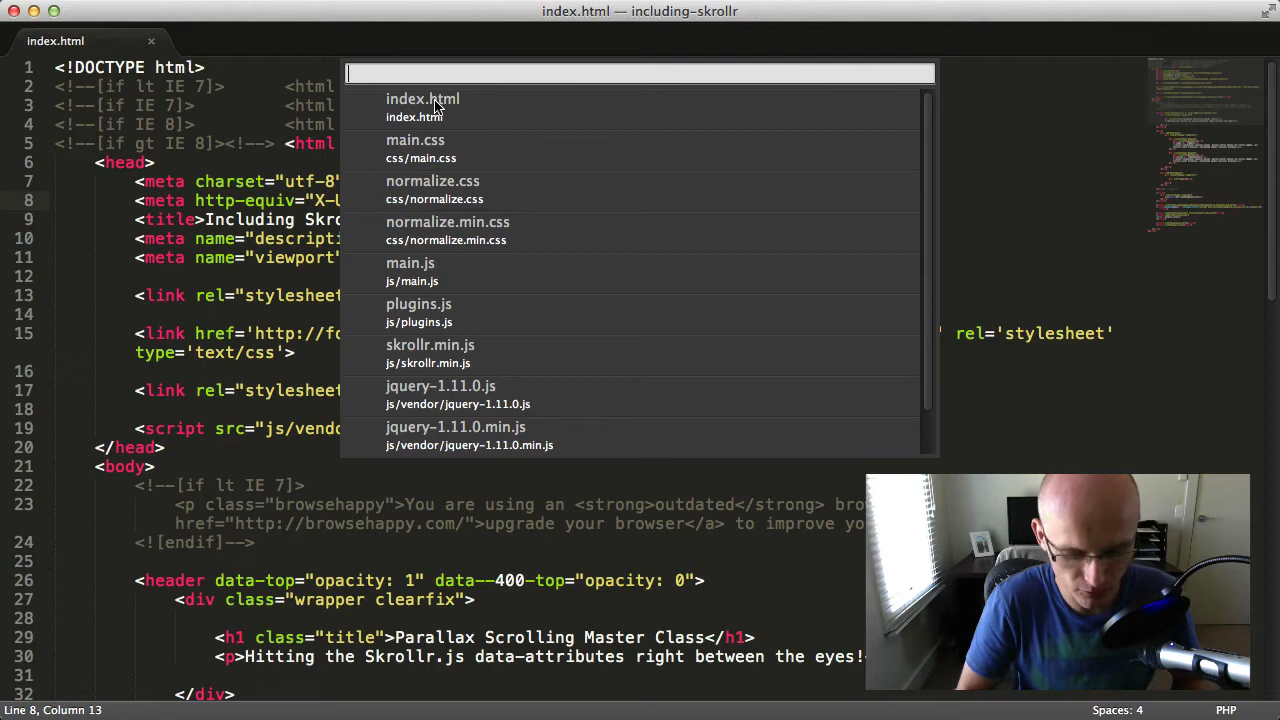 index.html — including-skrollr
index.html ×
index.html
index.html
main.css
css/main.css
normalize.css
css/normalize.css
normalize.min.css
css/normalize.min.css
main.js
js/main.js
plugins.js
js/plugins.js
skrollr.min.js
js/skrollr.min.js
jquery-1.11.0.js
js/vendor/jquery-1.11.0.js
jquery-1.11.0.min.js
js/vendor/jquery-1.11.0.min.js
1 <!DOCTYPE html>
2 <!--[if lt IE 7]> <html
3 <!--[if IE 7]> <html
4 <!--[if IE 8]> <html
5 <!--[if gt IE 8]><!--> <html
6 <head>
7 <meta charset="utf-8"
8 <meta http-equiv="X-U
9 <title>Including Skro
10 <meta name="descripti
11 <meta name="viewport"
12
13 <link rel="stylesheet
14
15 <link href='http://fo ' rel='stylesheet'
type='text/css'>
16
17 <link rel="stylesheet
18
19 <script src="js/vendo
20 </head>
21 <body>
22 <!--[if lt IE 7]>
23 <p class="browsehappy">You are using an <strong>outdated</strong> bro
href="http://browsehappy.com/">upgrade your browser</a> to improve yo
24 <![endif]-->
25
26 <header data-top="opacity: 1" data--400-top="opacity: 0">
27 <div class="wrapper clearfix">
28
29 <h1 class="title">Parallax Scrolling Master Class</h1>
30 <p>Hitting the Skrollr.js data-attributes right between the eyes!
31
32 </div>
Line 8, Column 13 Spaces: 4 PHP